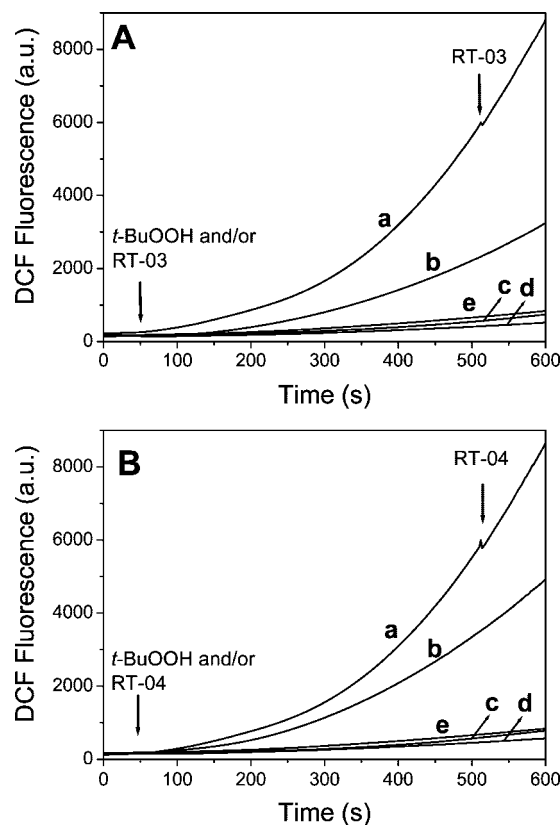 A
8000
6000
4000
2000
0
DCF Fluorescence (a.u.)
RT-03
t-BuOOH and/or
RT-03
a
b
c
d
e
0 100 200 300 400 500 600
Time (s)
B
8000
6000
4000
2000
0
DCF Fluorescence (a.u.)
RT-04
t-BuOOH and/or
RT-04
a
b
c
d
e
0 100 200 300 400 500 600
Time (s)